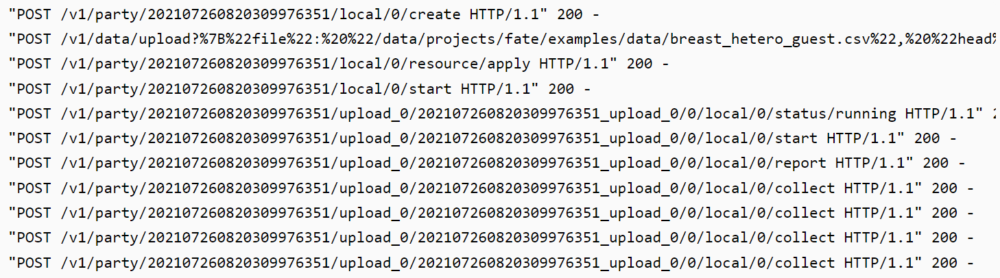 "POST /v1/party/202107260820309976351/local/0/create HTTP/1.1" 200 -
"POST /v1/data/upload?%7B%22file%22:%20%22/data/projects/fate/examples/data/breast_hetero_guest.csv%22,%20%22head%
"POST /v1/party/202107260820309976351/local/0/resource/apply HTTP/1.1" 200 -
"POST /v1/party/202107260820309976351/local/0/start HTTP/1.1" 200 -
"POST /v1/party/202107260820309976351/upload_0/202107260820309976351_upload_0/0/local/0/status/running HTTP/1.1" 2
"POST /v1/party/202107260820309976351/upload_0/202107260820309976351_upload_0/0/local/0/start HTTP/1.1" 200 -
"POST /v1/party/202107260820309976351/upload_0/202107260820309976351_upload_0/0/local/0/report HTTP/1.1" 200 -
"POST /v1/party/202107260820309976351/upload_0/202107260820309976351_upload_0/0/local/0/collect HTTP/1.1" 200 -
"POST /v1/party/202107260820309976351/upload_0/202107260820309976351_upload_0/0/local/0/collect HTTP/1.1" 200 -
"POST /v1/party/202107260820309976351/upload_0/202107260820309976351_upload_0/0/local/0/collect HTTP/1.1" 200 -
"POST /v1/party/202107260820309976351/upload_0/202107260820309976351_upload_0/0/local/0/collect HTTP/1.1" 200 -